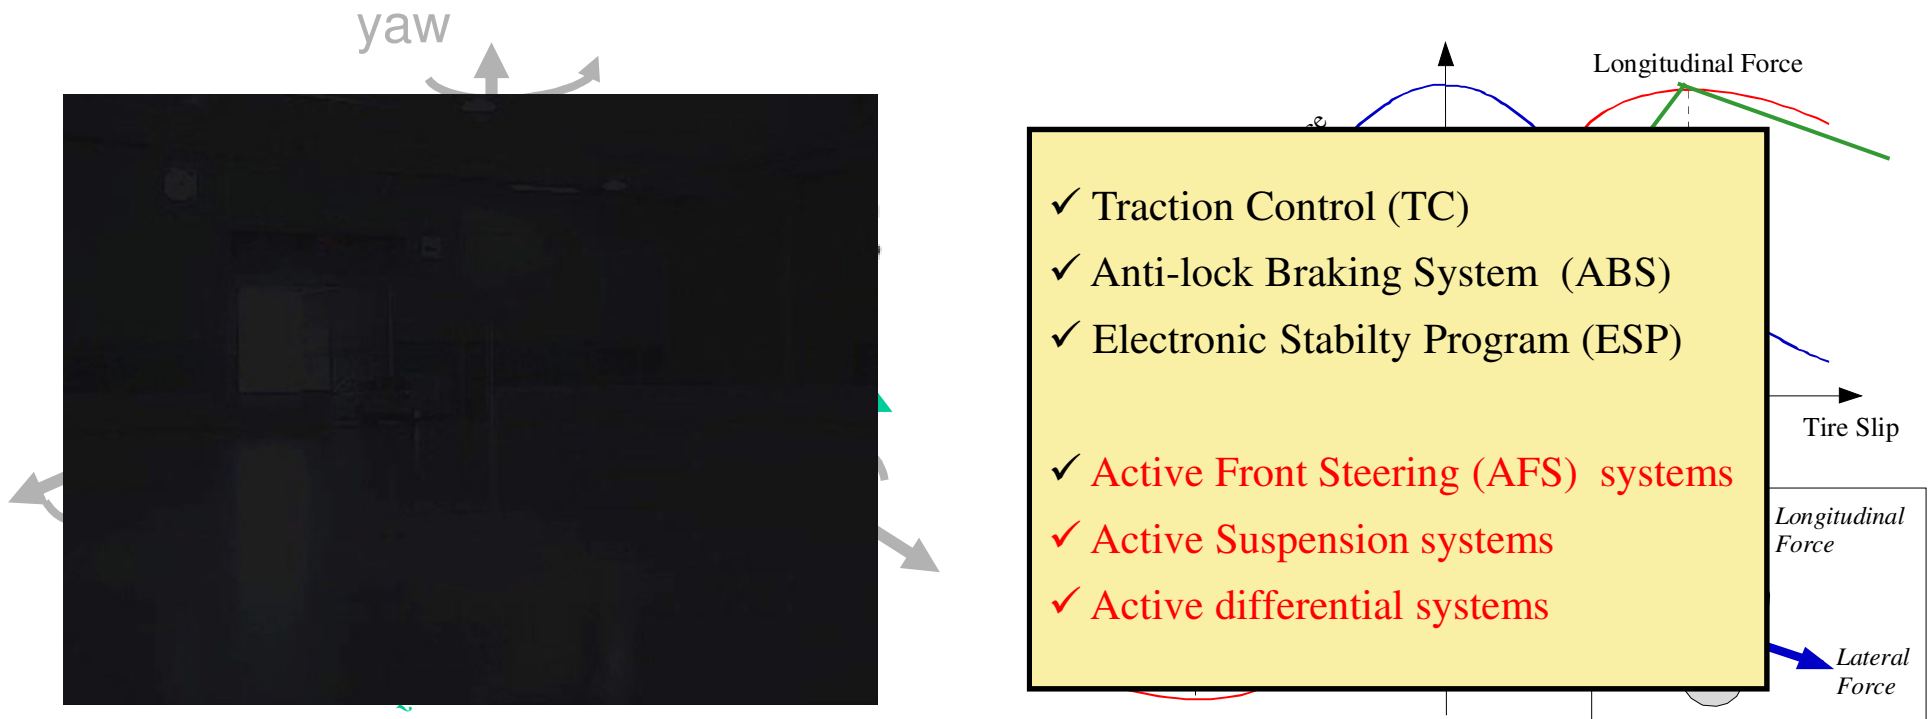 yaw
Longitudinal Force
✓ Traction Control (TC)
✓ Anti-lock Braking System (ABS)
✓ Electronic Stabilty Program (ESP)
✓ Active Front Steering (AFS) systems
✓ Active Suspension systems
✓ Active differential systems
Tire Slip
Longitudinal
Force
Lateral
Force